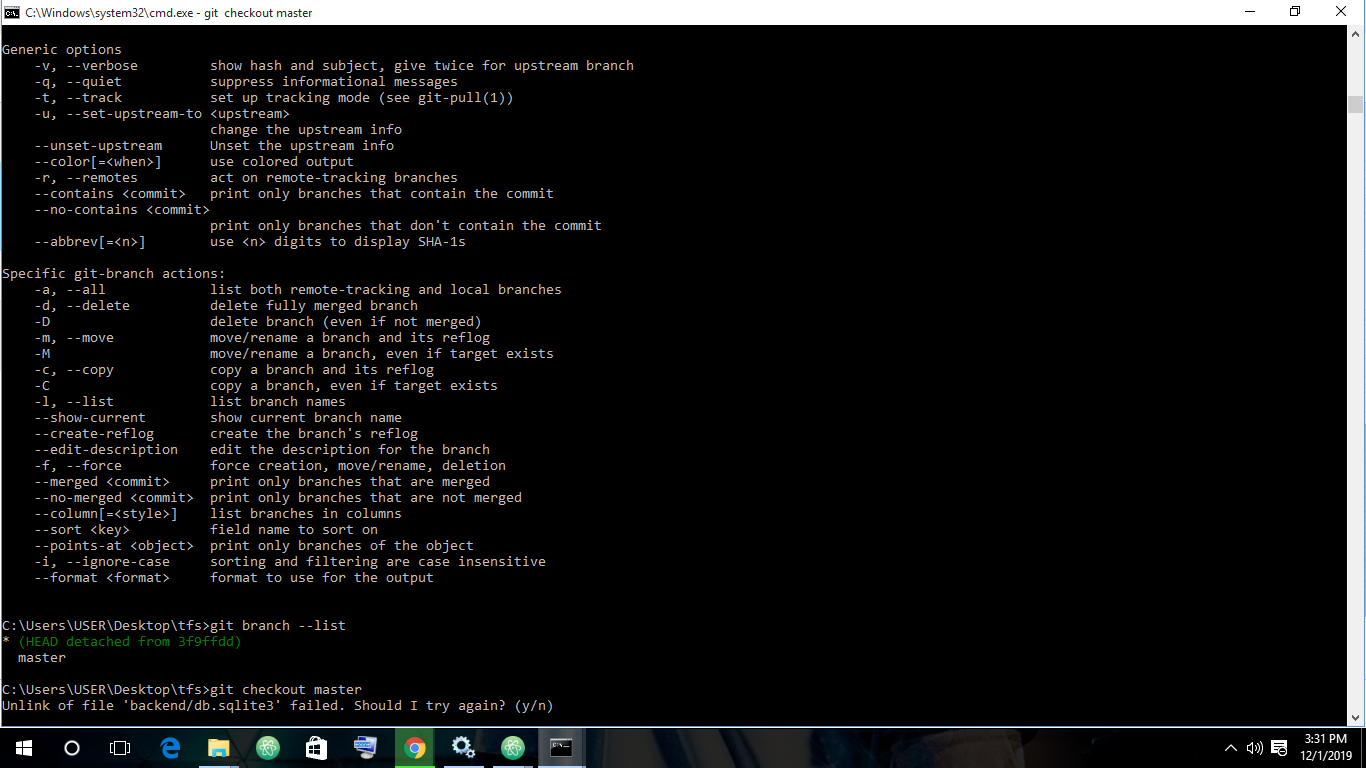 C:\Windows\system32\cmd.exe - git  checkout master
Generic options
    -v, --verbose         show hash and subject, give twice for upstream branch
    -q, --quiet           suppress informational messages
    -t, --track           set up tracking mode (see git-pull(1))
    -u, --set-upstream-to <upstream>
                          change the upstream info
    --unset-upstream      Unset the upstream info
    --color[=<when>]      use colored output
    -r, --remotes         act on remote-tracking branches
    --contains <commit>   print only branches that contain the commit
    --no-contains <commit>
                          print only branches that don't contain the commit
    --abbrev[=<n>]        use <n> digits to display SHA-1s
Specific git-branch actions:
    -a, --all             list both remote-tracking and local branches
    -d, --delete          delete fully merged branch
    -D                    delete branch (even if not merged)
    -m, --move            move/rename a branch and its reflog
    -M                    move/rename a branch, even if target exists
    -c, --copy            copy a branch and its reflog
    -C                    copy a branch, even if target exists
    -l, --list            list branch names
    --show-current        show current branch name
    --create-reflog       create the branch's reflog
    --edit-description    edit the description for the branch
    -f, --force           force creation, move/rename, deletion
    --merged <commit>     print only branches that are merged
    --no-merged <commit>  print only branches that are not merged
    --column[=<style>]    list branches in columns
    --sort <key>          field name to sort on
    --points-at <object>  print only branches of the object
    -i, --ignore-case     sorting and filtering are case insensitive
    --format <format>     format to use for the output
C:\Users\USER\Desktop\tfs>git branch --list
* (HEAD detached from 3f9ffdd)
  master
C:\Users\USER\Desktop\tfs>git checkout master
Unlink of file 'backend/db.sqlite3' failed. Should I try again? (y/n)
3:31 PM
12/1/2019